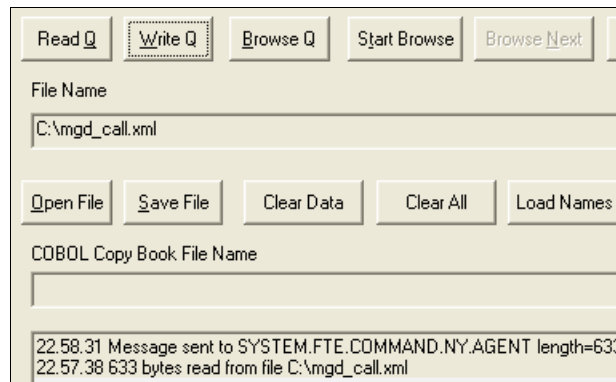 Read Q Write Q Browse Q Start Browse Browse Next
File Name
C:\mgd_call.xml
Open File Save File Clear Data Clear All Load Names
COBOL Copy Book File Name
22.58.31 Message sent to SYSTEM.FTE.COMMAND.NY.AGENT length=633
22.57.38 633 bytes read from file C:\mgd_call.xml